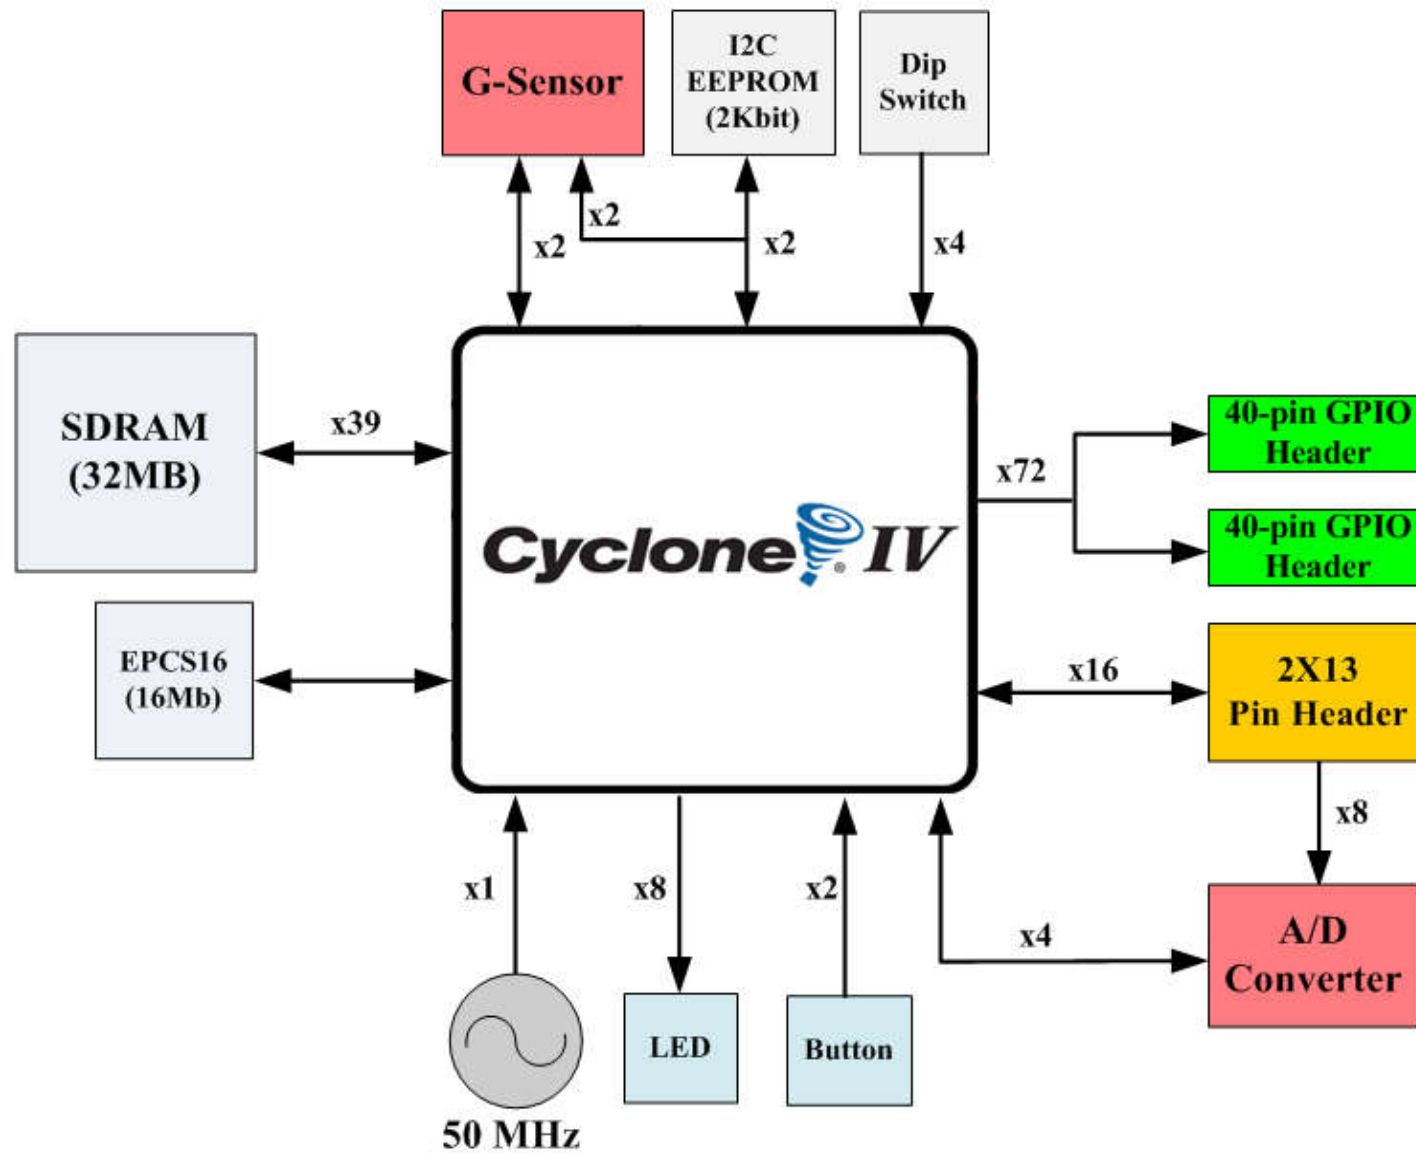 G-Sensor
I2C
EEPROM
(2Kbit)
Dip
Switch
x2
x2
x2
x4
SDRAM
(32MB)
x39
x72
40-pin GPIO
Header
40-pin GPIO
Header
Cyclone® IV
EPCS16
(16Mb)
x16
2X13
Pin Header
x8
x1
x8
x2
x4
A/D
Converter
LED
Button
50 MHz